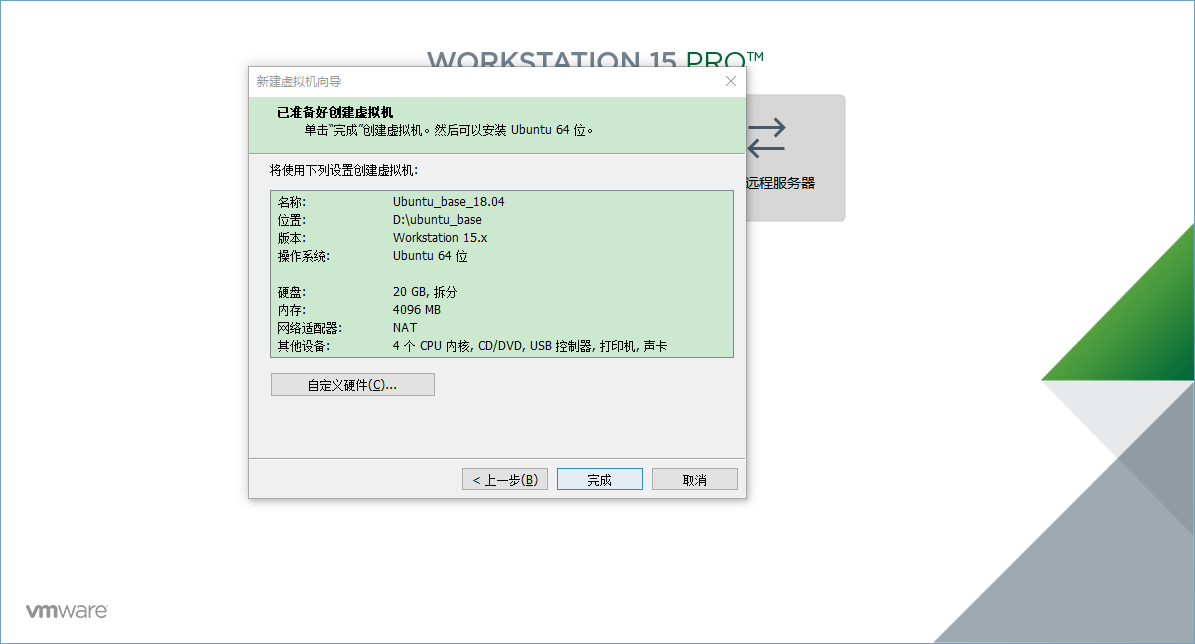 WORKSTATION 15 PRO™
新建虚拟机向导
已准备好创建虚拟机
单击“完成”创建虚拟机。然后可以安装 Ubuntu 64 位。
远程服务器
将使用下列设置创建虚拟机:
名称: Ubuntu_base_18.04
位置: D:\ubuntu_base
版本: Workstation 15.x
操作系统: Ubuntu 64 位
硬盘: 20 GB, 拆分
内存: 4096 MB
网络适配器: NAT
其他设备: 4 个 CPU 内核, CD/DVD, USB 控制器, 打印机, 声卡
自定义硬件(C)...
< 上一步(B) 完成 取消
vmware